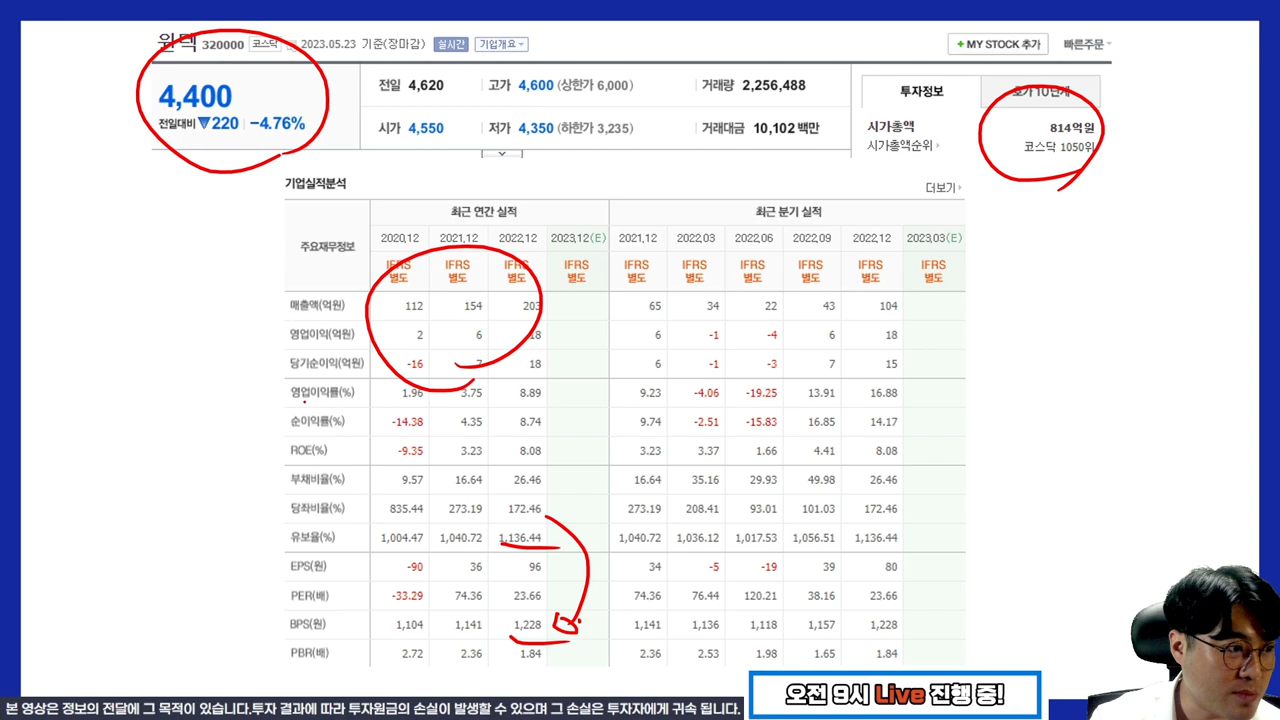 윈텍 320000 코스닥 2023.05.23 기준(장마감) 실시간 기업개요
+ MY STOCK 추가 빠른주문
4,400
전일대비 ▼220 -4.76%
전일 4,620 고가 4,600 (상한가 6,000) 거래량 2,256,488
시가 4,550 저가 4,350 (하한가 3,235) 거래대금 10,102 백만
투자정보 호가 10단계
시가총액 814억원
시가총액순위 코스닥 1050위
기업실적분석 더보기
주요재무정보 최근 연간 실적 최근 분기 실적
2020.12 2021.12 2022.12 2023.12(E) 2021.12 2022.03 2022.06 2022.09 2022.12 2023.03(E)
IFRS IFRS IFRS IFRS IFRS IFRS IFRS IFRS IFRS IFRS
별도 별도 별도 별도 별도 별도 별도 별도 별도 별도
매출액(억원) 112 154 203 65 34 22 43 104
영업이익(억원) 2 6 18 6 -1 -4 6 18
당기순이익(억원) -16 7 18 6 -1 -3 7 15
영업이익률(%) 1.96 3.75 8.89 9.23 -4.06 -19.25 13.91 16.88
순이익률(%) -14.38 4.35 8.74 9.74 -2.51 -15.83 16.85 14.17
ROE(%) -9.35 3.23 8.08 3.23 3.37 1.66 4.41 8.08
부채비율(%) 9.57 16.64 26.46 16.64 35.16 29.93 49.98 26.46
당좌비율(%) 835.44 273.19 172.46 273.19 208.41 93.01 101.03 172.46
유보율(%) 1,004.47 1,040.72 1,136.44 1,040.72 1,036.12 1,017.53 1,056.51 1,136.44
EPS(원) -90 36 96 34 -5 -19 39 80
PER(배) -33.29 74.36 23.66 74.36 76.44 120.21 38.16 23.66
BPS(원) 1,104 1,141 1,228 1,141 1,136 1,118 1,157 1,228
PBR(배) 2.72 2.36 1.84 2.36 2.53 1.98 1.65 1.84
오전 9시 Live 진행 중!
본 영상은 정보의 전달에 그 목적이 있습니다.투자 결과에 따라 투자원금의 손실이 발생할 수 있으며 그 손실은 투자자에게 귀속 됩니다.